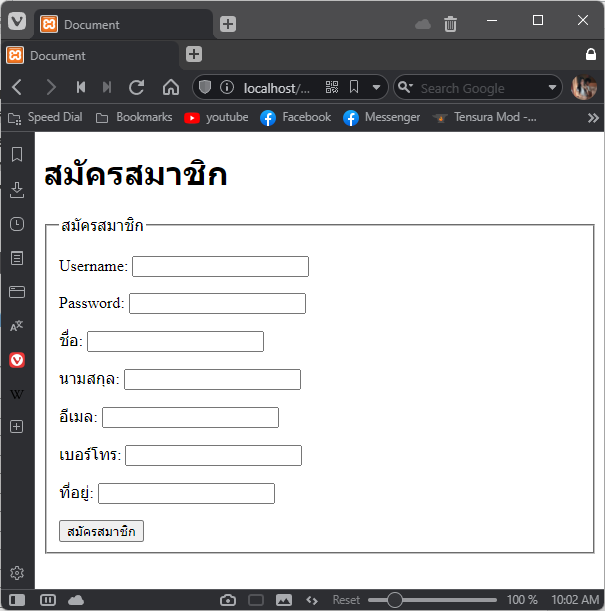 Document
Document
localhost/...
Search Google
Speed Dial
Bookmarks
youtube
Facebook
Messenger
Tensura Mod -...
สมัครสมาชิก
สมัครสมาชิก
Username:
Password:
ชื่อ:
นามสกุล:
อีเมล:
เบอร์โทร:
ที่อยู่:
สมัครสมาชิก
W
Reset
100 %
10:02 AM